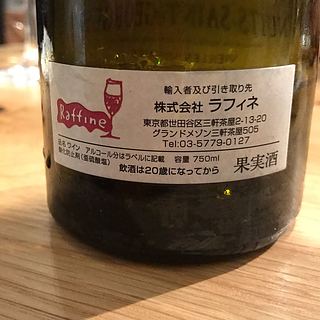 NUITS-SAINT-GEORGES
輸入者及び引き取り先
Raffine
株式会社 ラフィネ
東京都世田谷区三軒茶屋2-13-20
グランドメゾン三軒茶屋505
Tel:03-5779-0127
品名 ワイン アルコール分はラベルに記載 容量 750ml
酸化防止剤(亜硫酸塩)
果実酒
飲酒は20歳になってから